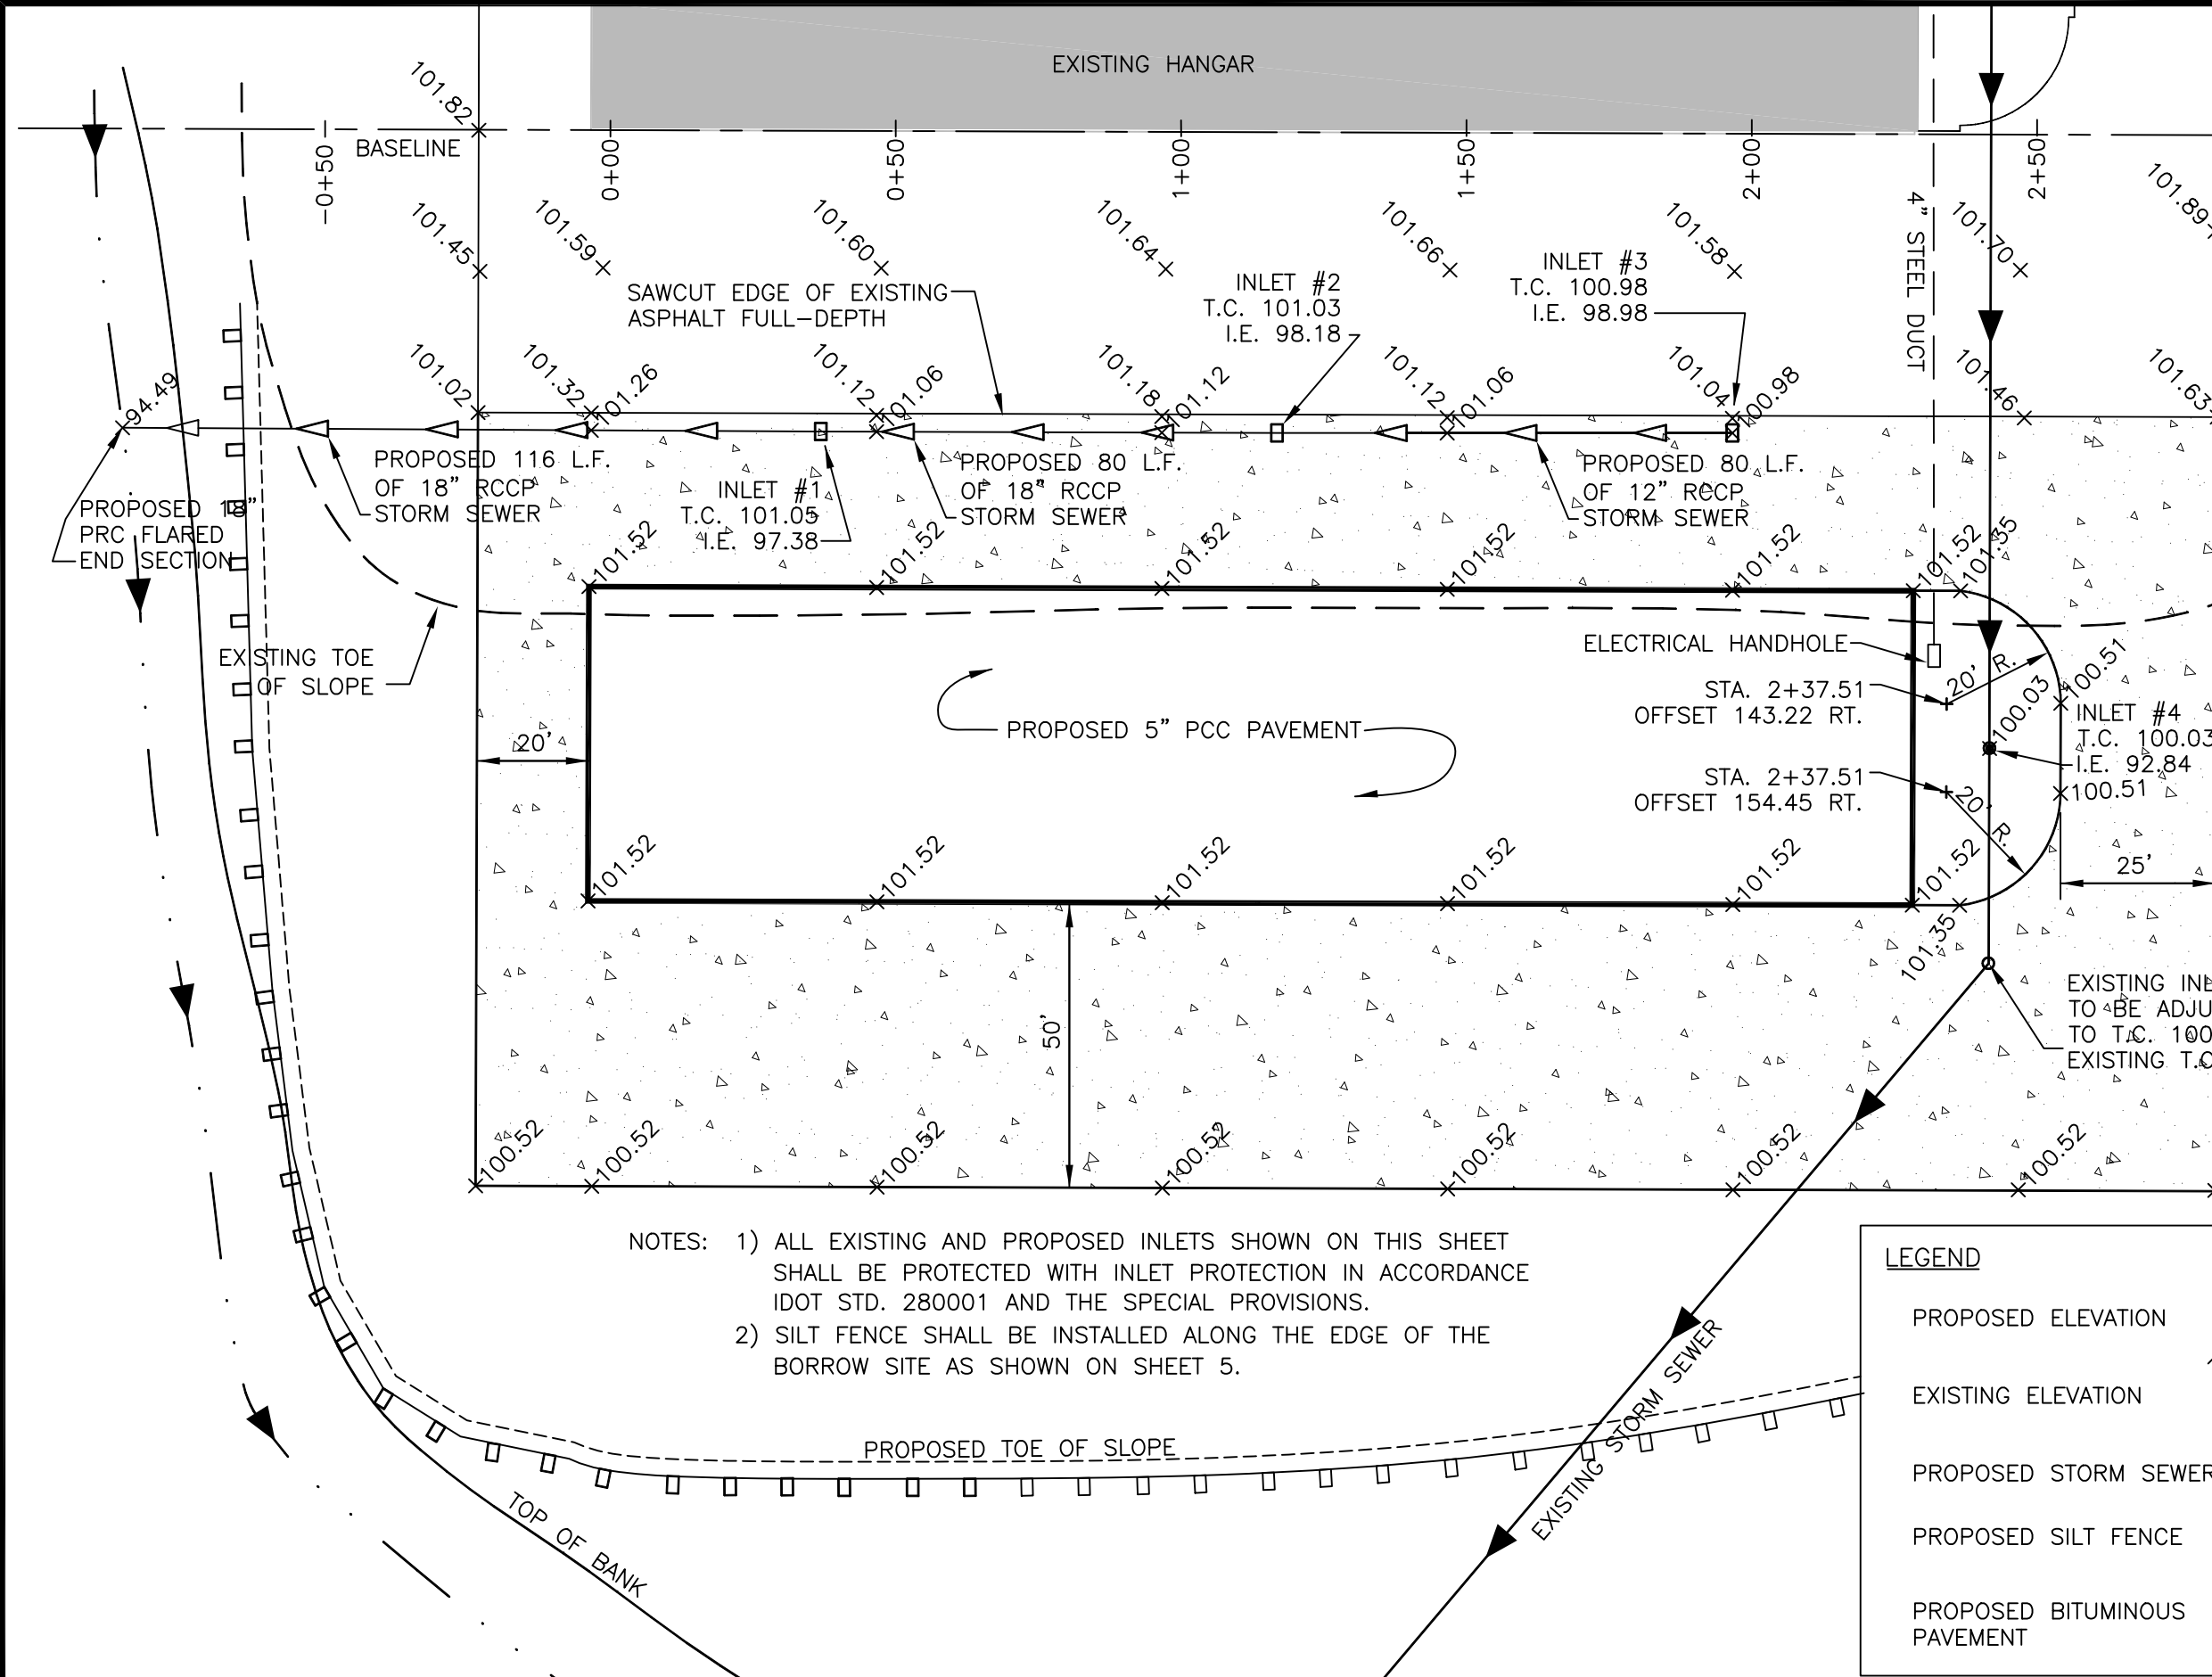 EXISTING HANGAR
101.82
BASELINE
-0+50
0+00
0+50
1+00
1+50
2+00
2+50
101.45
101.59
101.60
101.64
101.66
101.58
101.70
101.89
4" STEEL DUCT
SAWCUT EDGE OF EXISTING
ASPHALT FULL-DEPTH
INLET #2
T.C. 101.03
I.E. 98.18
INLET #3
T.C. 100.98
I.E. 98.98
94.49
101.02
101.32
101.26
101.12
101.06
101.18
101.12
101.12
101.06
101.04
100.98
101.46
101.63
PROPOSED 116 L.F.
OF 18" RCCP
STORM SEWER
PROPOSED 80 L.F.
OF 18" RCCP
STORM SEWER
PROPOSED 80 L.F.
OF 12" RCCP
STORM SEWER
INLET #1
T.C. 101.05
I.E. 97.38
PROPOSED 18"
PRC FLARED
END SECTION
101.52
101.52
101.52
101.52
101.52
101.52
101.35
EXISTING TOE
OF SLOPE
ELECTRICAL HANDHOLE
20' R.
100.51
100.03
STA. 2+37.51
OFFSET 143.22 RT.
INLET #4
T.C. 100.03
I.E. 92.84
100.51
PROPOSED 5" PCC PAVEMENT
20'
STA. 2+37.51
OFFSET 154.45 RT.
20' R.
25'
101.52
101.52
101.52
101.52
101.52
101.52
101.35
50'
EXISTING
TO BE
TO T.C.
EXISTING
100.52
100.52
100.52
100.52
100.52
100.52
100.52
NOTES: 1) ALL EXISTING AND PROPOSED INLETS SHOWN ON THIS SHEET
SHALL BE PROTECTED WITH INLET PROTECTION IN ACCORDANCE
IDOT STD. 280001 AND THE SPECIAL PROVISIONS.
2) SILT FENCE SHALL BE INSTALLED ALONG THE EDGE OF THE
BORROW SITE AS SHOWN ON SHEET 5.
PROPOSED TOE OF SLOPE
TOP OF BANK
EXISTING STORM SEWER
LEGEND
PROPOSED ELEVATION
EXISTING ELEVATION
PROPOSED STORM SEWER
PROPOSED SILT FENCE
PROPOSED BITUMINOUS
PAVEMENT